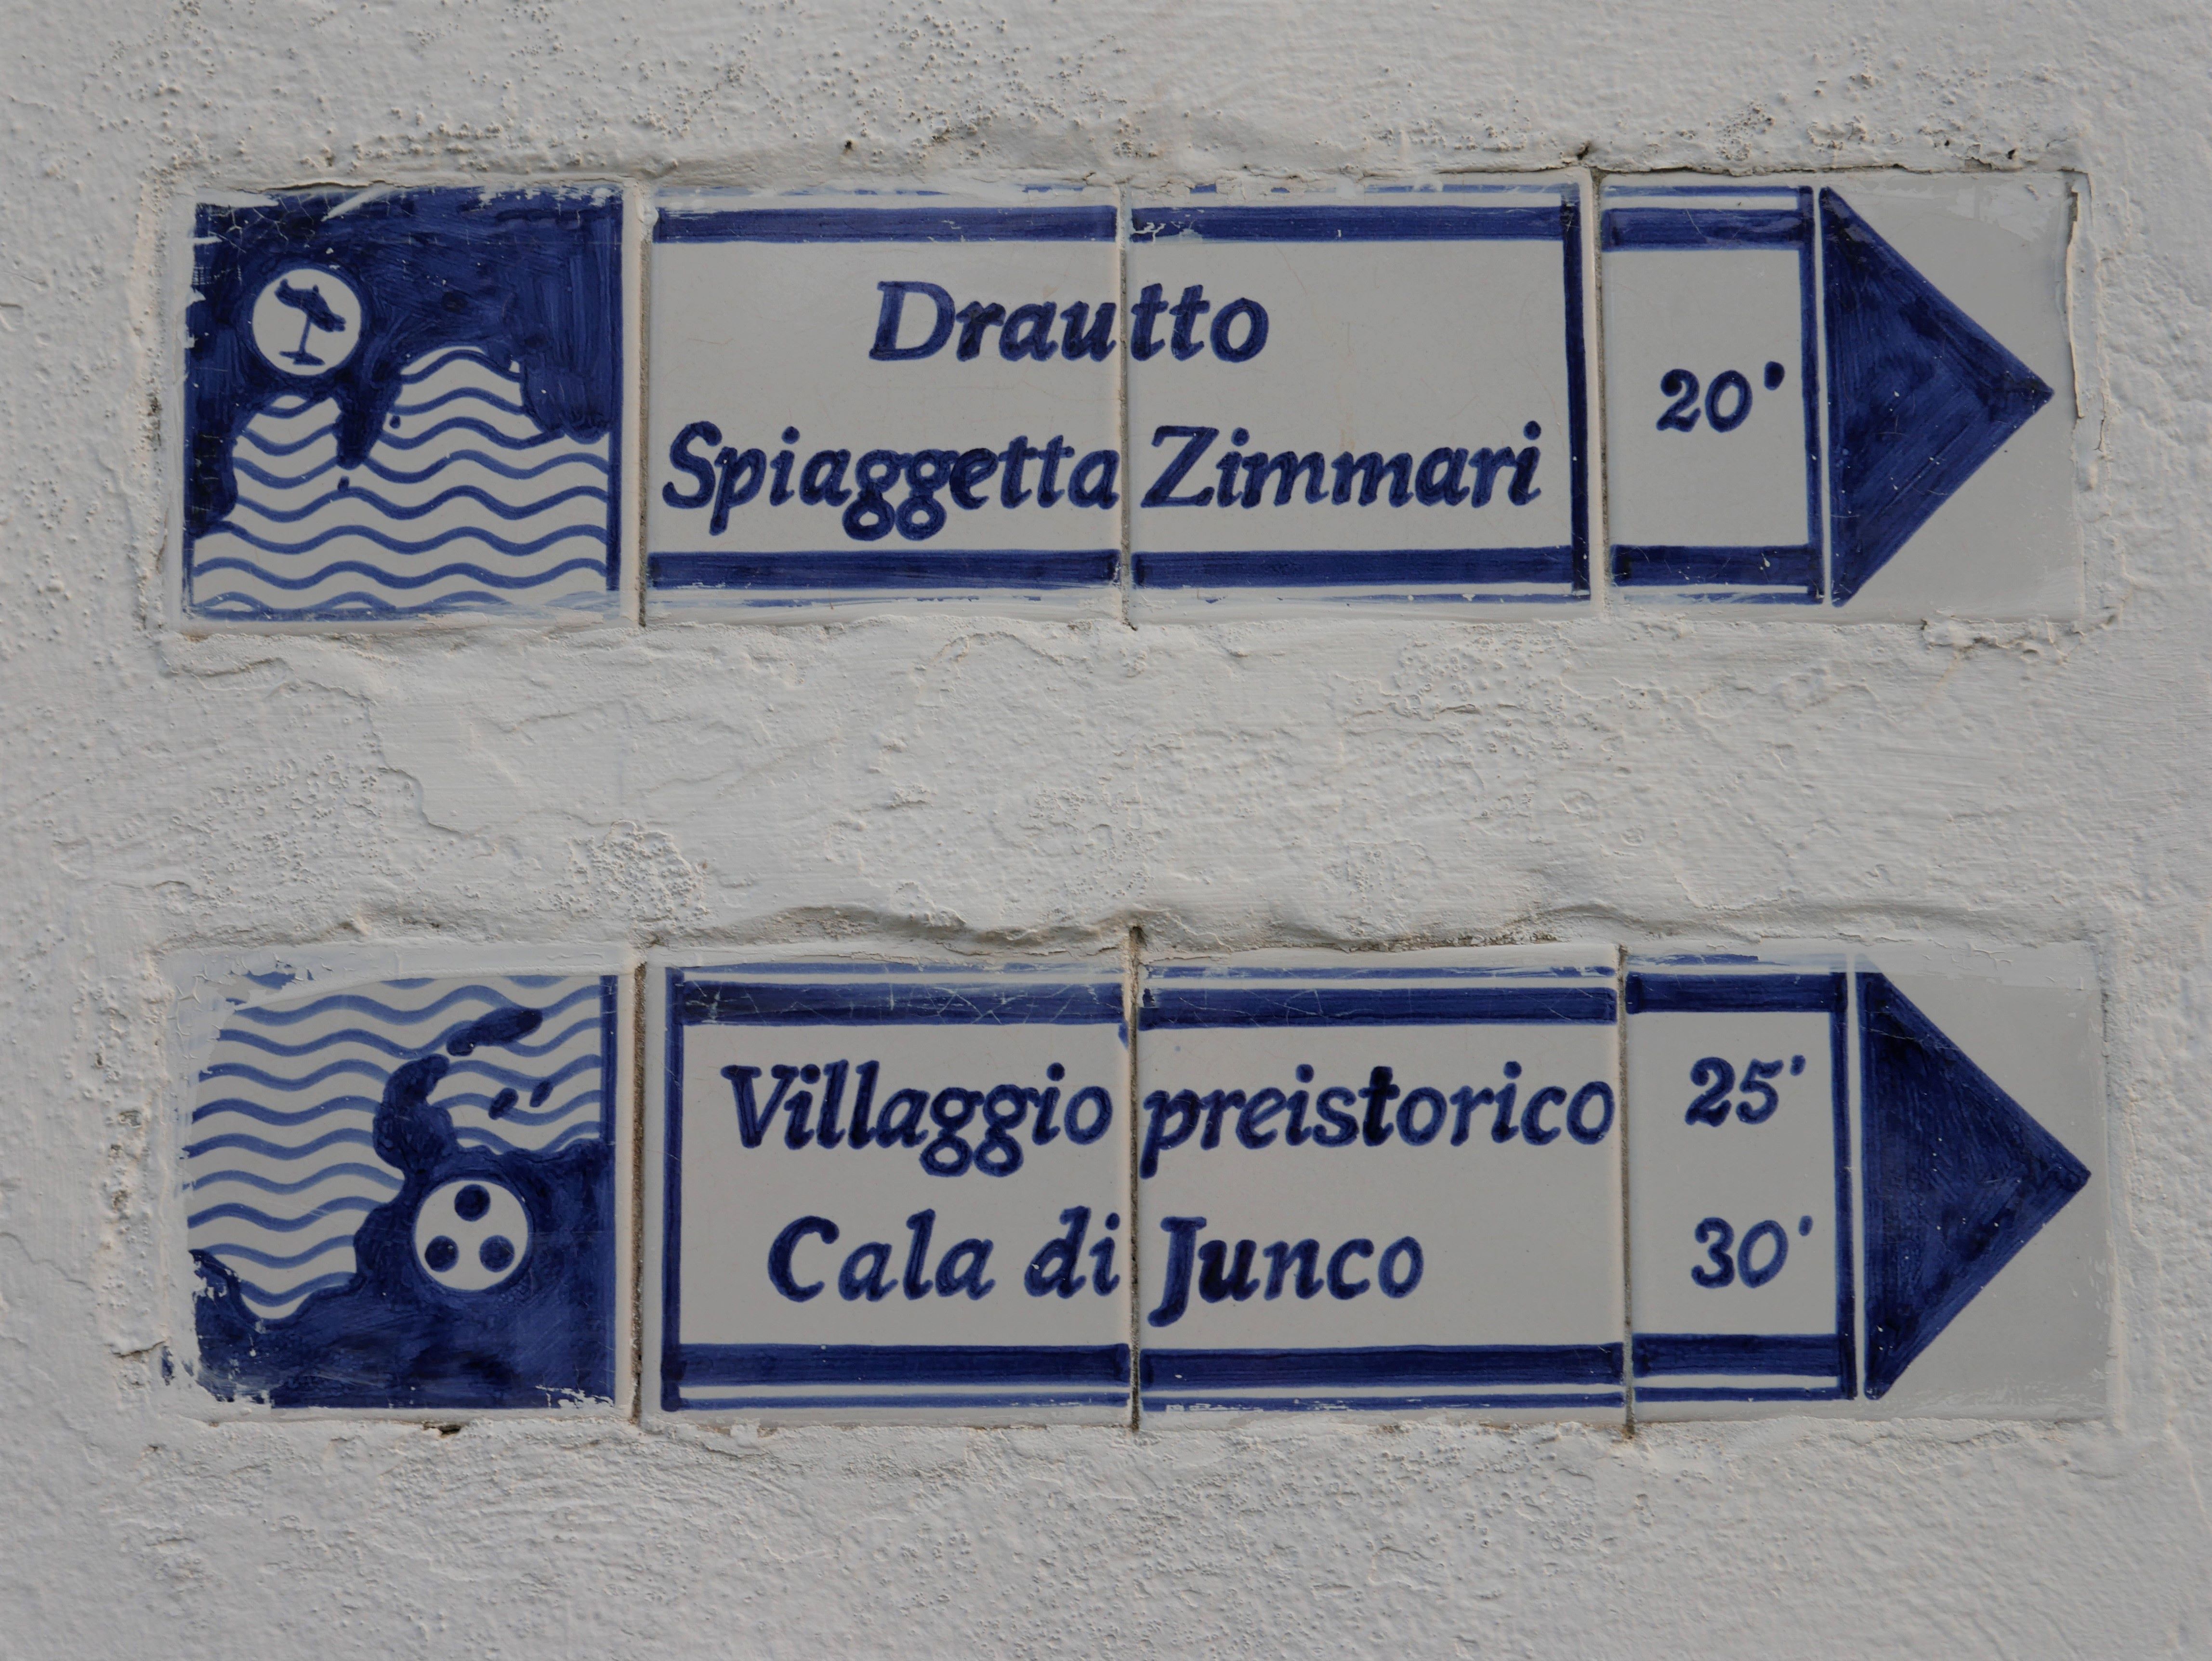 Drautto
Spiaggetta Zimmari
20'
Villaggio preistorico 25'
Cala di Junco 30'